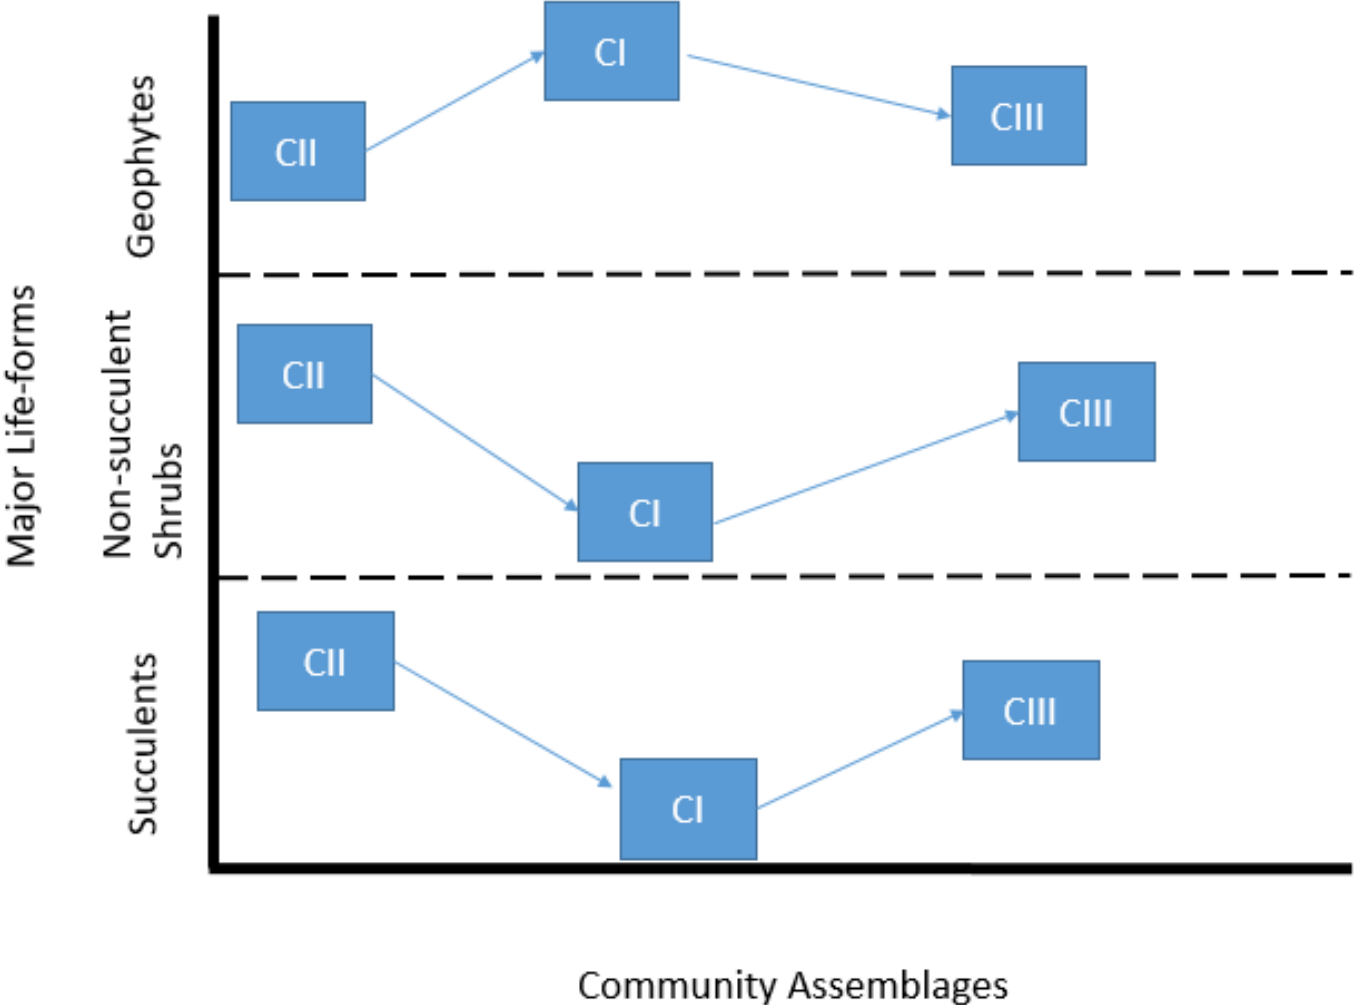 Major Life-forms
Geophytes
CII
CI
CIII
Non-succulent
Shrubs
CII
CI
CIII
Succulents
CII
CI
CIII
Community Assemblages